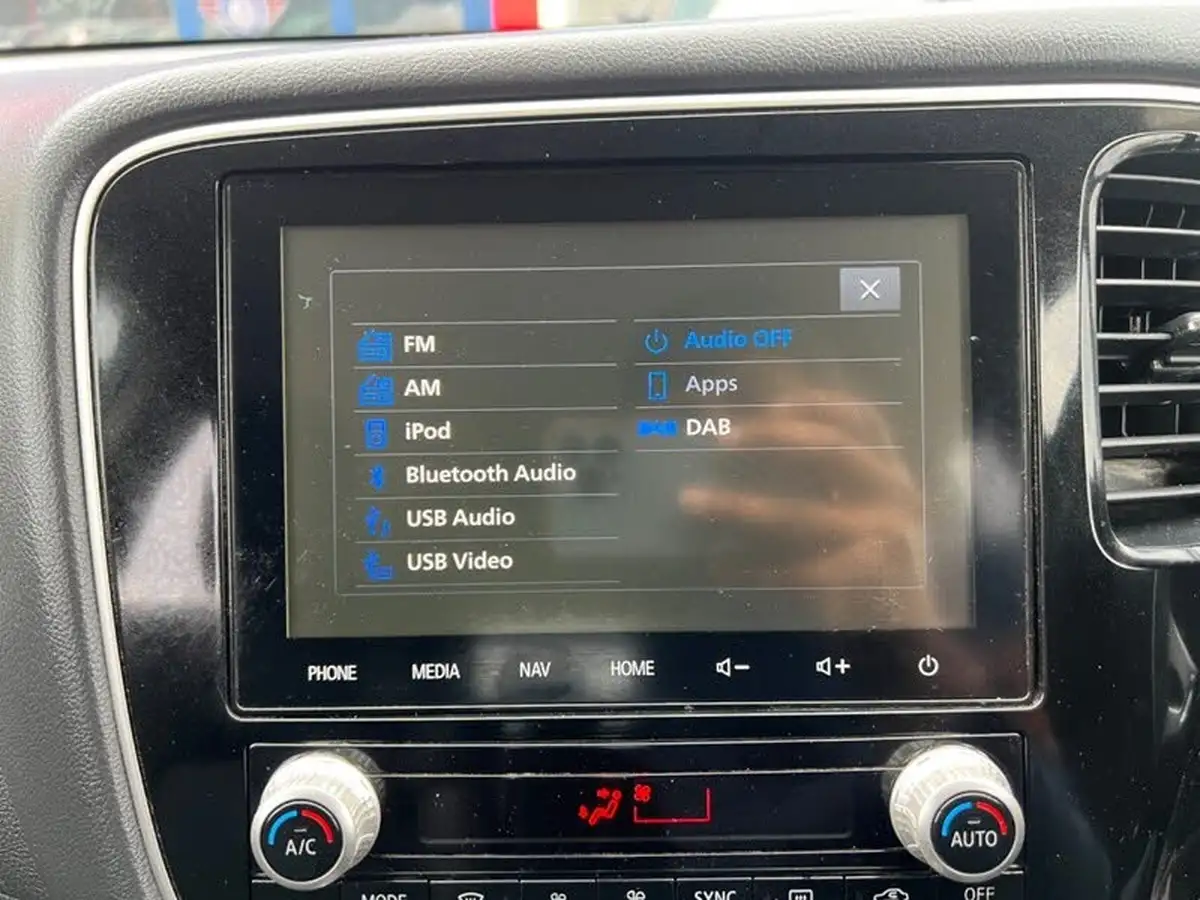 FM
AM
iPod
Bluetooth Audio
USB Audio
USB Video
Audio OFF
Apps
DAB
PHONE MEDIA NAV HOME
A/C
AUTO
MODE SYNC OFF